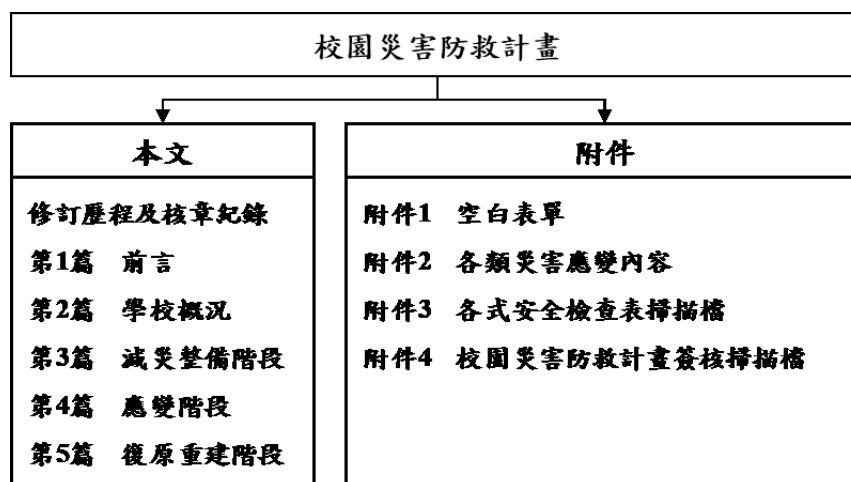 校園災害防救計畫
本文
修訂歷程及核章紀錄
第1篇 前言
第2篇 學校概況
第3篇 減災整備階段
第4篇 應變階段
第5篇 復原重建階段
附件
附件1 空白表單
附件2 各類災害應變內容
附件3 各式安全檢查表掃描檔
附件4 校園災害防救計畫簽核掃描檔